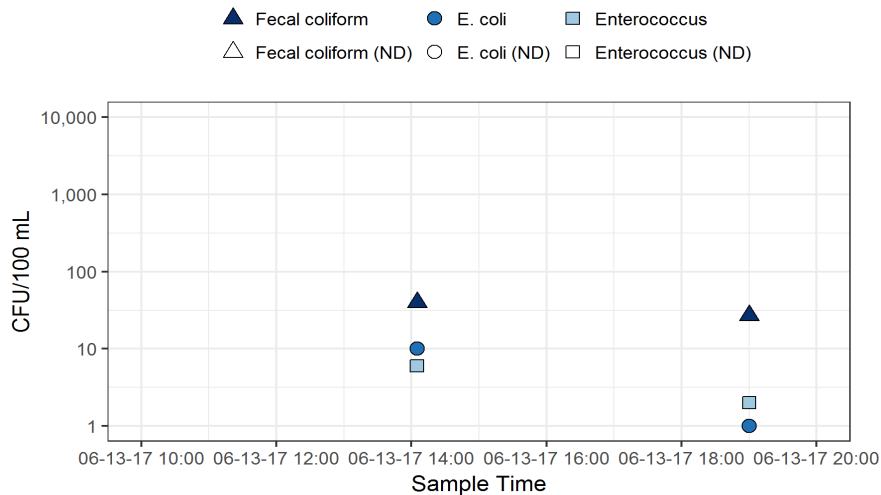 Fecal coliform E. coli Enterococcus
Fecal coliform (ND) E. coli (ND) Enterococcus (ND)
CFU/100 mL
10,000
1,000
100
10
1
06-13-17 10:00 06-13-17 12:00 06-13-17 14:00 06-13-17 16:00 06-13-17 18:00 06-13-17 20:00
Sample Time